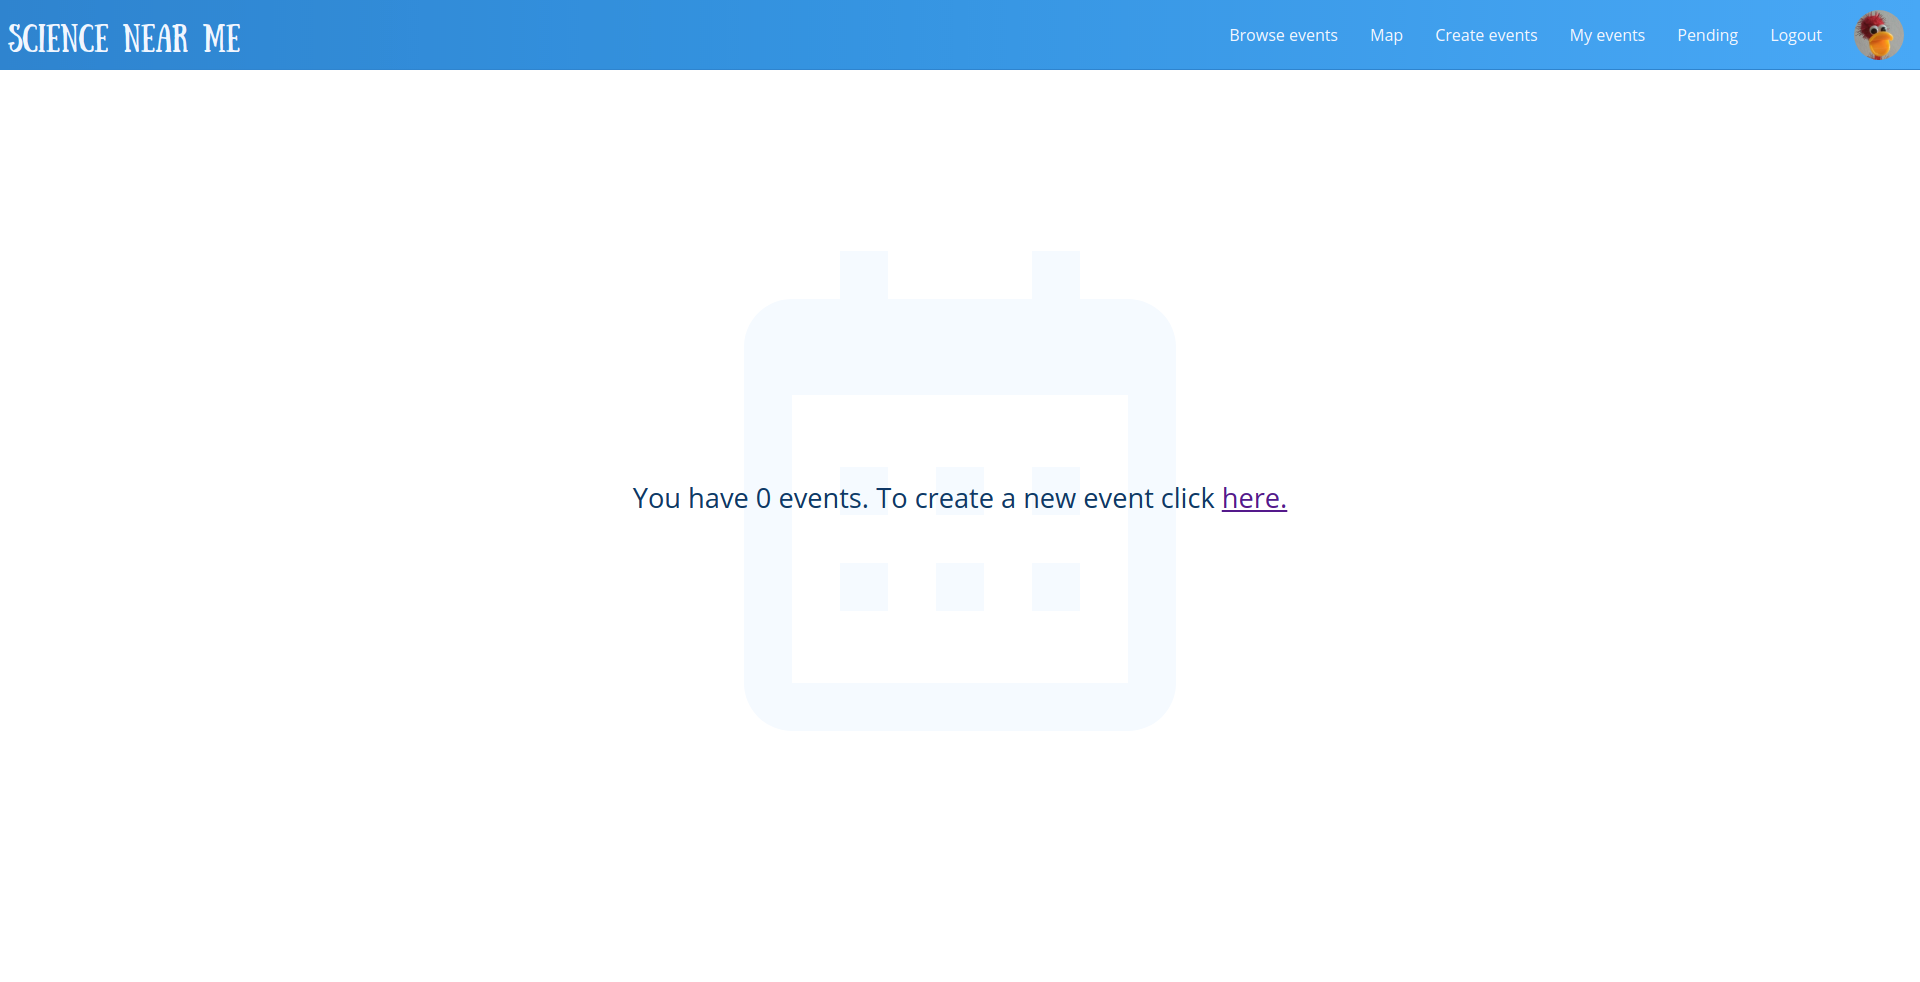 SCIENCE NEAR ME
Browse events
Map
Create events
My events
Pending
Logout
You have 0 events. To create a new event click here.